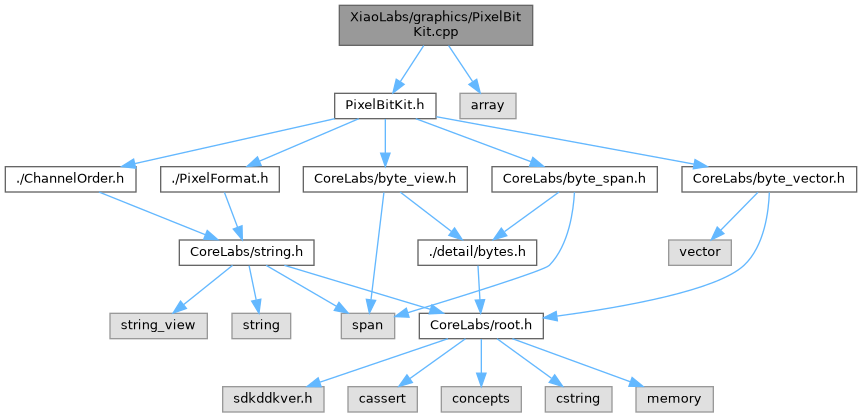 XiaoLabs/graphics/PixelBit
Kit.cpp
PixelBitKit.h
array
./ChannelOrder.h
./PixelFormat.h
CoreLabs/byte_view.h
CoreLabs/byte_span.h
CoreLabs/byte_vector.h
CoreLabs/string.h
./detail/bytes.h
vector
string_view
string
span
CoreLabs/root.h
sdkddkver.h
cassert
concepts
cstring
memory